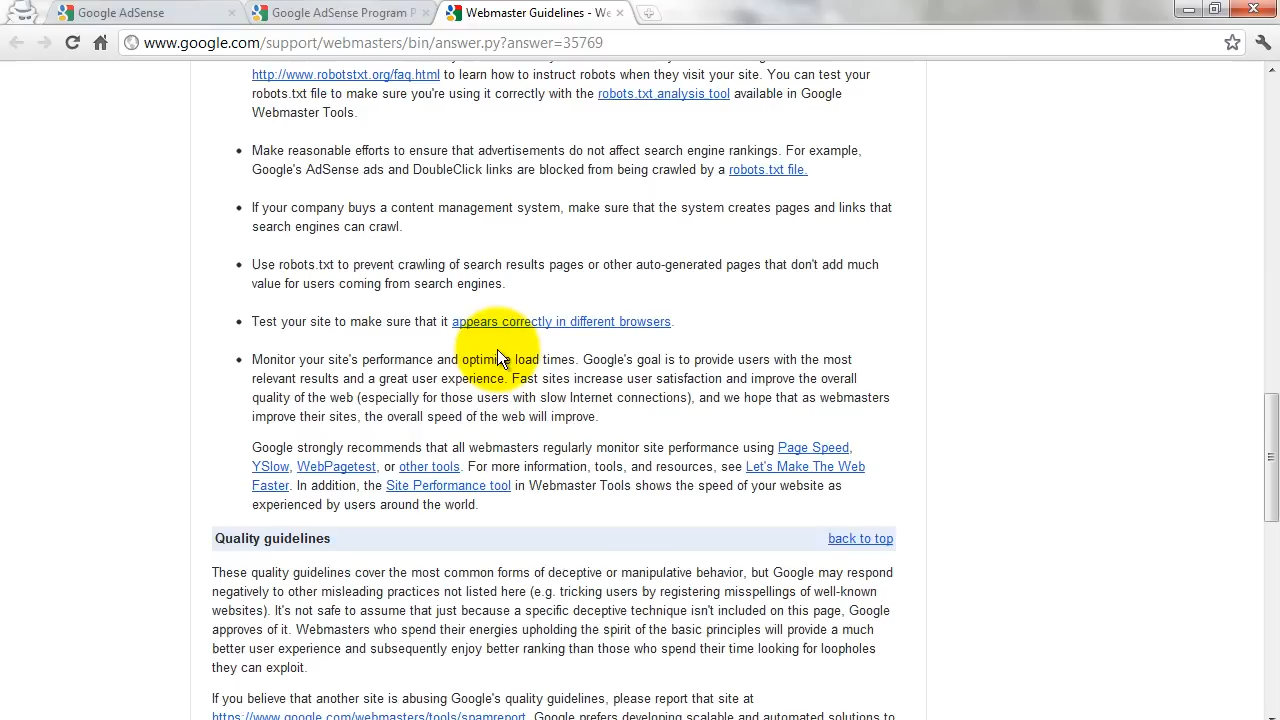 Google AdSense
Google AdSense Program P
Webmaster Guidelines - We
www.google.com/support/webmasters/bin/answer.py?answer=35769
http://www.robotstxt.org/faq.html to learn how to instruct robots when they visit your site. You can test your
robots.txt file to make sure you're using it correctly with the robots.txt analysis tool available in Google
Webmaster Tools.
Make reasonable efforts to ensure that advertisements do not affect search engine rankings. For example,
Google's AdSense ads and DoubleClick links are blocked from being crawled by a robots.txt file.
If your company buys a content management system, make sure that the system creates pages and links that
search engines can crawl.
Use robots.txt to prevent crawling of search results pages or other auto-generated pages that don't add much
value for users coming from search engines.
Test your site to make sure that it appears correctly in different browsers.
Monitor your site's performance and optimize load times. Google's goal is to provide users with the most
relevant results and a great user experience. Fast sites increase user satisfaction and improve the overall
quality of the web (especially for those users with slow Internet connections), and we hope that as webmasters
improve their sites, the overall speed of the web will improve.
Google strongly recommends that all webmasters regularly monitor site performance using Page Speed,
YSlow, WebPagetest, or other tools. For more information, tools, and resources, see Let's Make The Web
Faster. In addition, the Site Performance tool in Webmaster Tools shows the speed of your website as
experienced by users around the world.
Quality guidelines
back to top
These quality guidelines cover the most common forms of deceptive or manipulative behavior, but Google may respond
negatively to other misleading practices not listed here (e.g. tricking users by registering misspellings of well-known
websites). It's not safe to assume that just because a specific deceptive technique isn't included on this page, Google
approves of it. Webmasters who spend their energies upholding the spirit of the basic principles will provide a much
better user experience and subsequently enjoy better ranking than those who spend their time looking for loopholes
they can exploit.
If you believe that another site is abusing Google's quality guidelines, please report that site at
https://www.google.com/webmasters/tools/spamreport. Google prefers developing scalable and automated solutions to